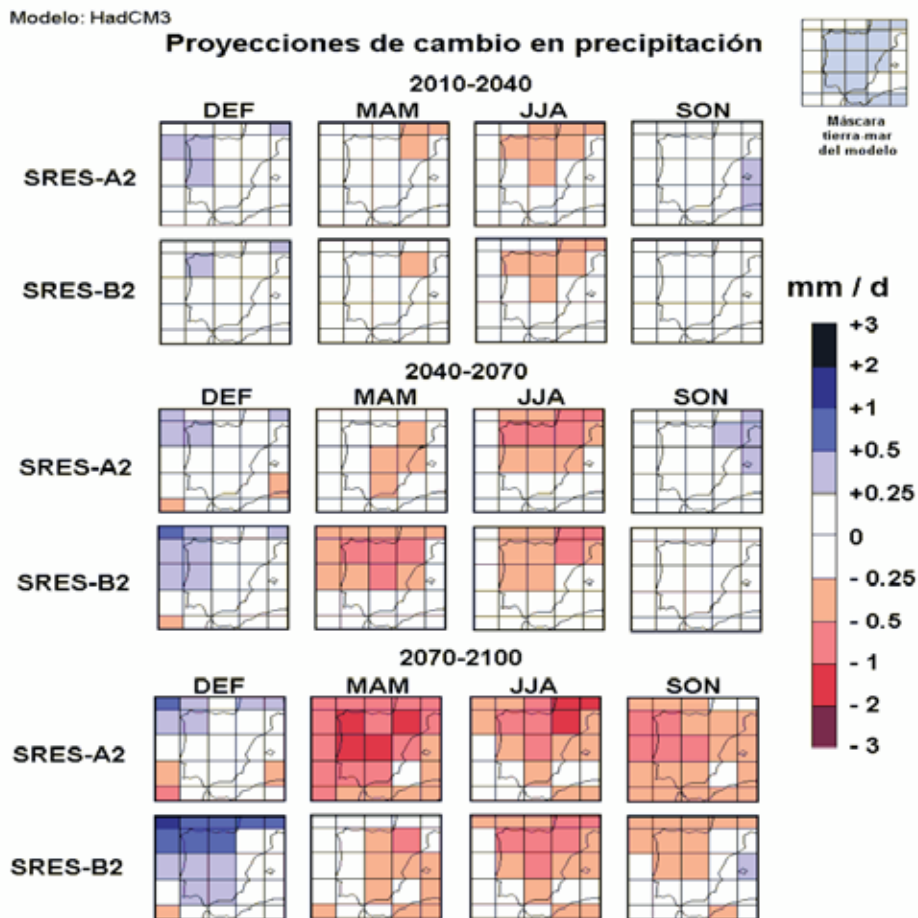 Modelo: HadCM3
Proyecciones de cambio en precipitación
2010-2040
DEF MAM JJA SON
Máscara
tierra-mar
del modelo
SRES-A2
SRES-B2
mm / d
+3
+2
+1
+0.5
+0.25
0
- 0.25
- 0.5
- 1
- 2
- 3
2040-2070
DEF MAM JJA SON
SRES-A2
SRES-B2
2070-2100
DEF MAM JJA SON
SRES-A2
SRES-B2